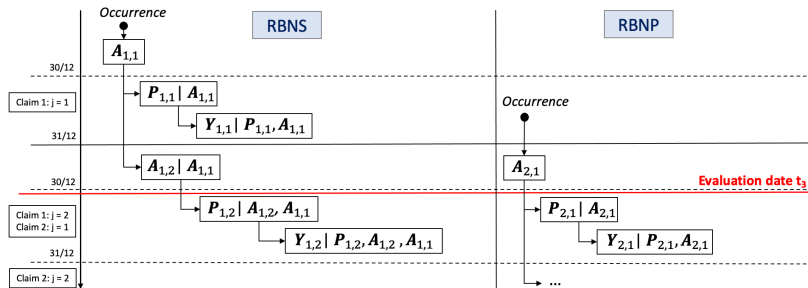 Occurrence
RBNS
RBNP
A1,1
30/12
Claim 1: j = 1
P1,1| A1,1
Occurrence
Y1,1| P1,1, A1,1
31/12
A1,2| A1,1
A2,1
30/12
Evaluation date t3
Claim 1: j = 2
Claim 2: j = 1
P1,2| A1,2, A1,1
P2,1| A2,1
Y1,2| P1,2, A1,2 , A1,1
Y2,1| P2,1, A2,1
31/12
Claim 2: j = 2
...